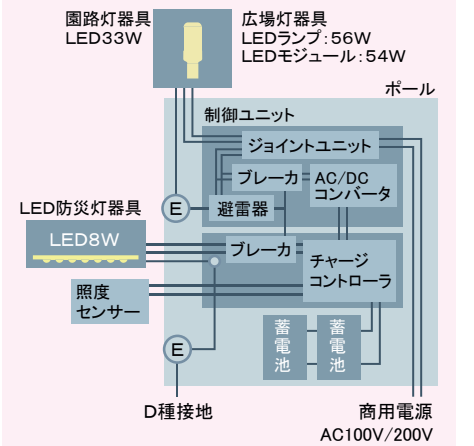 園路灯器具
LED33W
広場灯器具
LEDランプ：56W
LEDモジュール：54W
ポール
制御ユニット
ジョイントユニット
ブレーカ
AC/DC
コンバータ
E
避雷器
LED防災灯器具
LED8W
ブレーカ
チャージ
コントローラ
照度
センサー
E
蓄電池
蓄電池
D種接地
商用電源
AC100V/200V